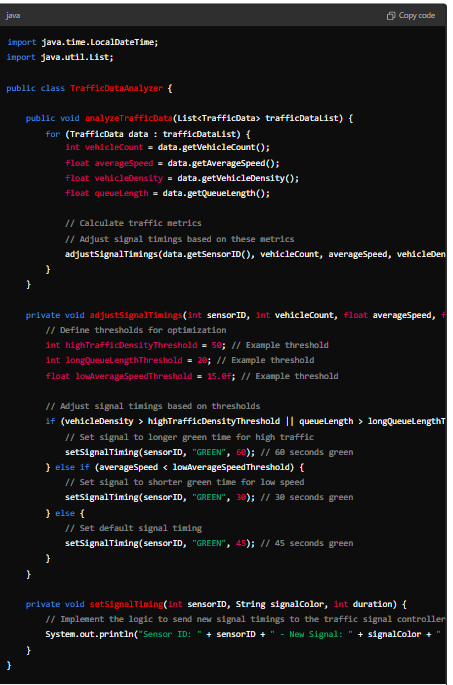 java
Copy code
import java.time.LocalDateTime;
import java.util.List;
public class TrafficDataAnalyzer {
public void analyzeTrafficData(List<TrafficData> trafficDataList) {
for (TrafficData data : trafficDataList) {
int vehicleCount = data.getVehicleCount();
float averageSpeed = data.getAverageSpeed();
float vehicleDensity = data.getVehicleDensity();
float queueLength = data.getQueueLength();
// Calculate traffic metrics
// Adjust signal timings based on these metrics
adjustSignalTimings(data.getSensorID(), vehicleCount, averageSpeed, vehicleDen
}
}
private void adjustSignalTimings(int sensorID, int vehicleCount, float averageSpeed, f
// Define thresholds for optimization
int highTrafficDensityThreshold = 50; // Example threshold
int longQueueLengthThreshold = 20; // Example threshold
float lowAverageSpeedThreshold = 15.0f; // Example threshold
// Adjust signal timings based on thresholds
if (vehicleDensity > highTrafficDensityThreshold || queueLength > longQueueLengthT
// Set signal to longer green time for high traffic
setSignalTiming(sensorID, "GREEN", 60); // 60 seconds green
} else if (averageSpeed < lowAverageSpeedThreshold) {
// Set signal to shorter green time for low speed
setSignalTiming(sensorID, "GREEN", 30); // 30 seconds green
} else {
// Set default signal timing
setSignalTiming(sensorID, "GREEN", 45); // 45 seconds green
}
}
private void setSignalTiming(int sensorID, String signalColor, int duration) {
// Implement the logic to send new signal timings to the traffic signal controller
System.out.println("Sensor ID: " + sensorID + " - New Signal: " + signalColor + "
}
}